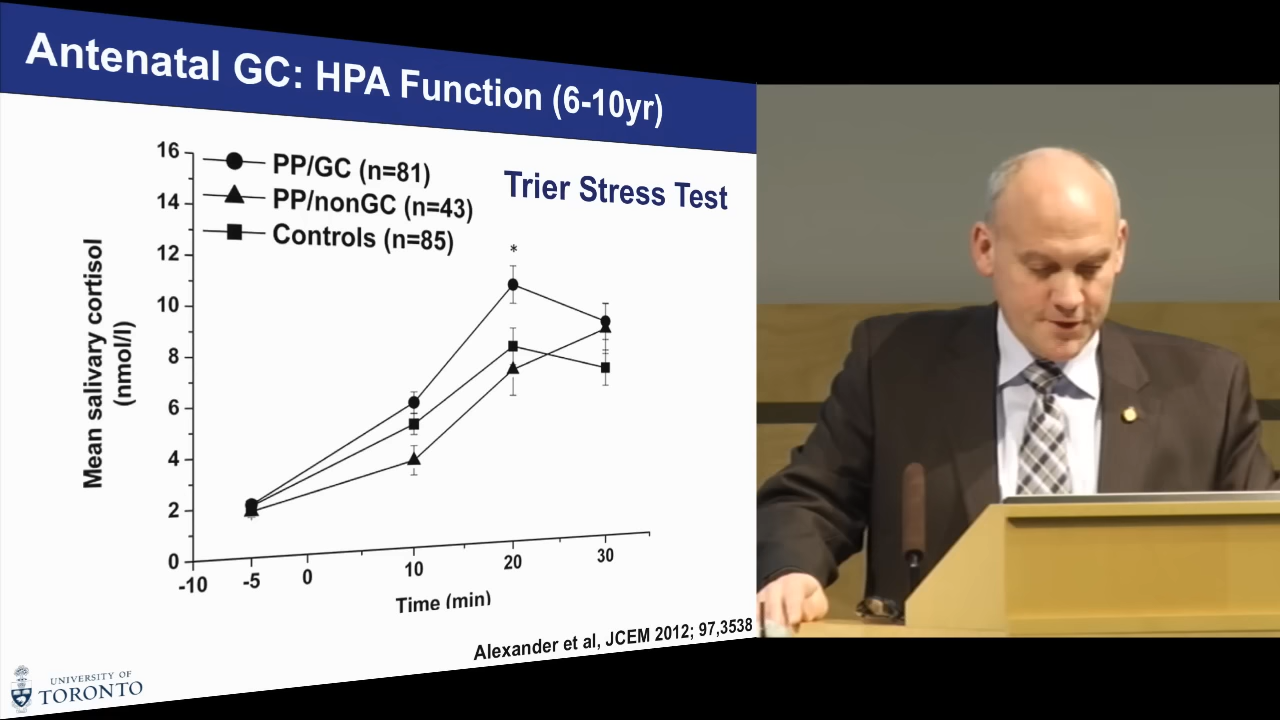 Antenatal GC: HPA Function (6-10yr)
PP/GC (n=81)
PP/nonGC (n=43)
Controls (n=85)
Trier Stress Test
*
16
14
12
10
8
6
4
2
0
Mean salivary cortisol
(nmol/l)
-10 -5 0 10 20 30
Time (min)
Alexander et al, JCEM 2012; 97,3538
UNIVERSITY OF
TORONTO